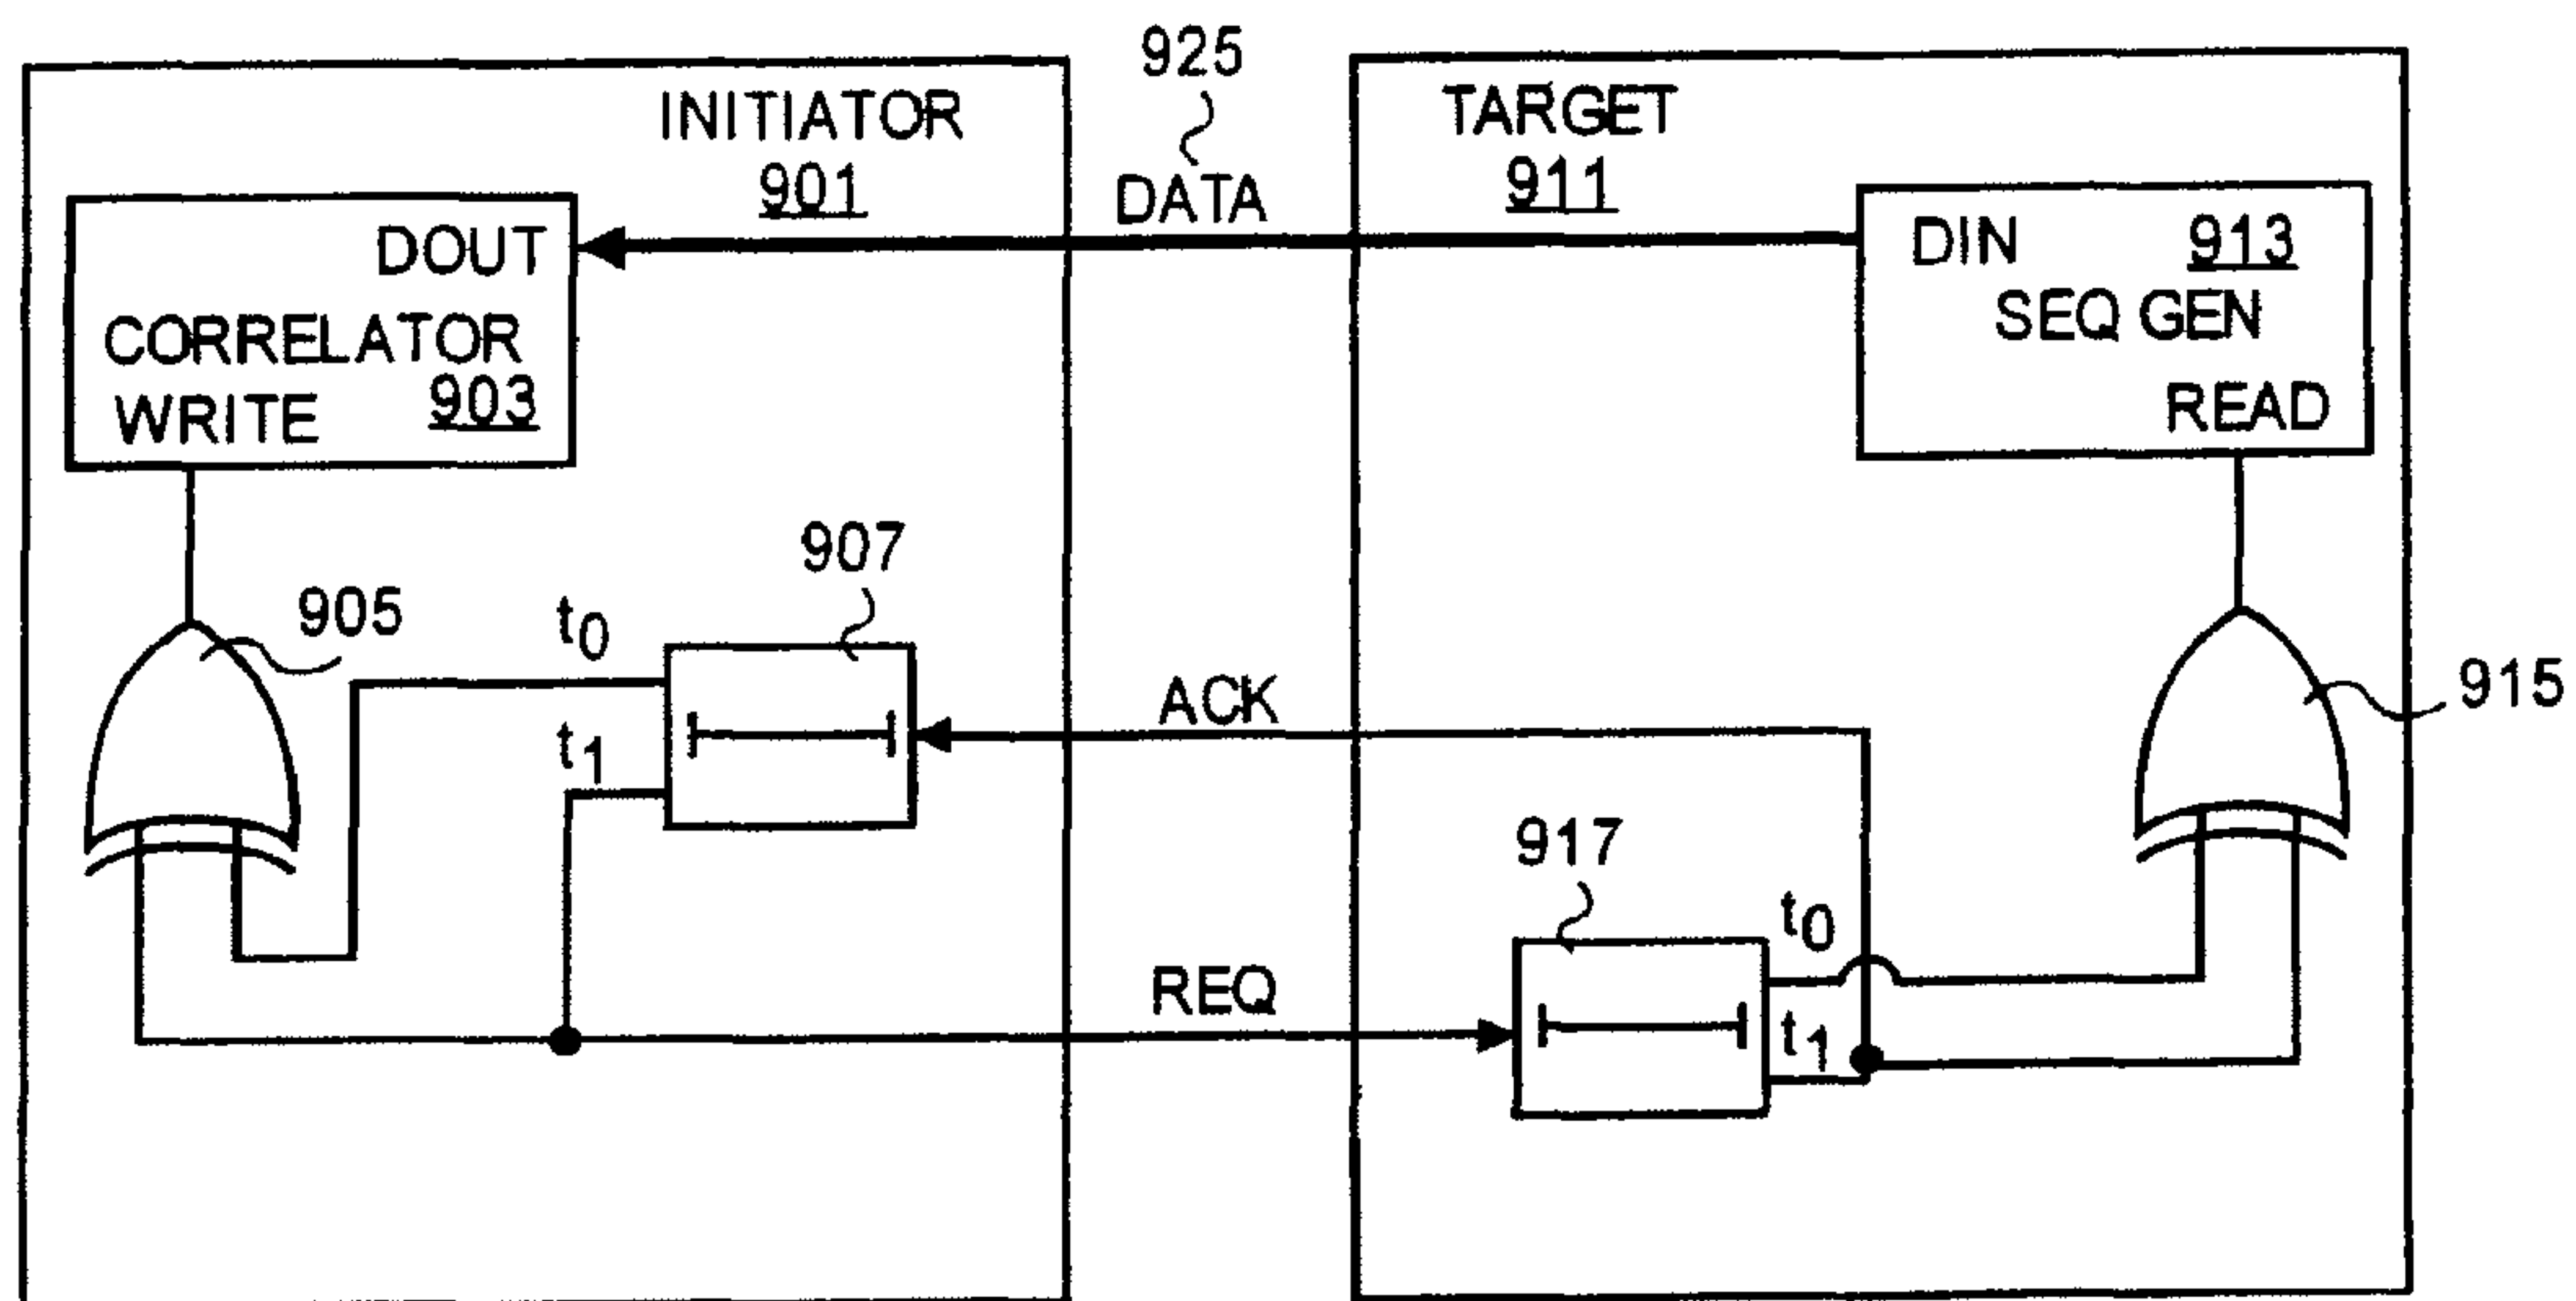 925
INITIATOR
901
TARGET
911
DATA
DOUT
CORRELATOR
WRITE 903
DIN 913
SEQ GEN
READ
907
905
t0
t1
ACK
915
917
t0
t1
REQ